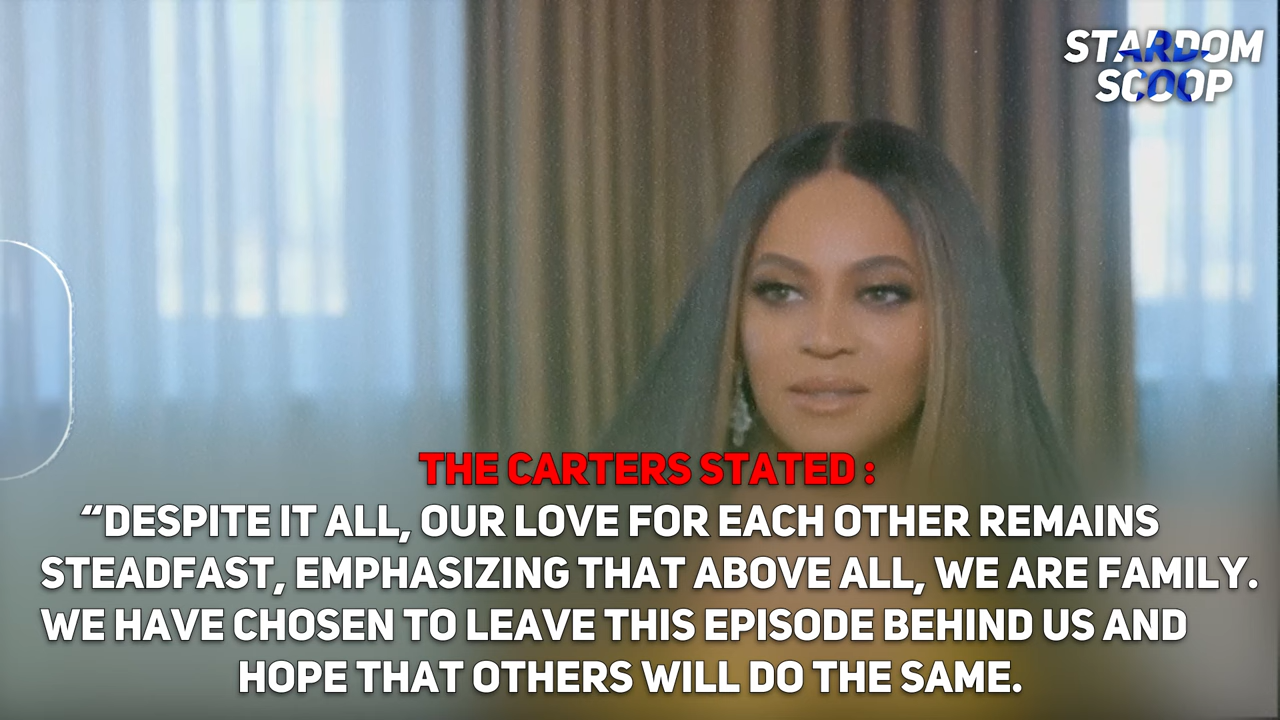 STARDOM
SCOOP
THE CARTERS STATED :
“DESPITE IT ALL, OUR LOVE FOR EACH OTHER REMAINS
STEADFAST, EMPHASIZING THAT ABOVE ALL, WE ARE FAMILY.
WE HAVE CHOSEN TO LEAVE THIS EPISODE BEHIND US AND
HOPE THAT OTHERS WILL DO THE SAME.